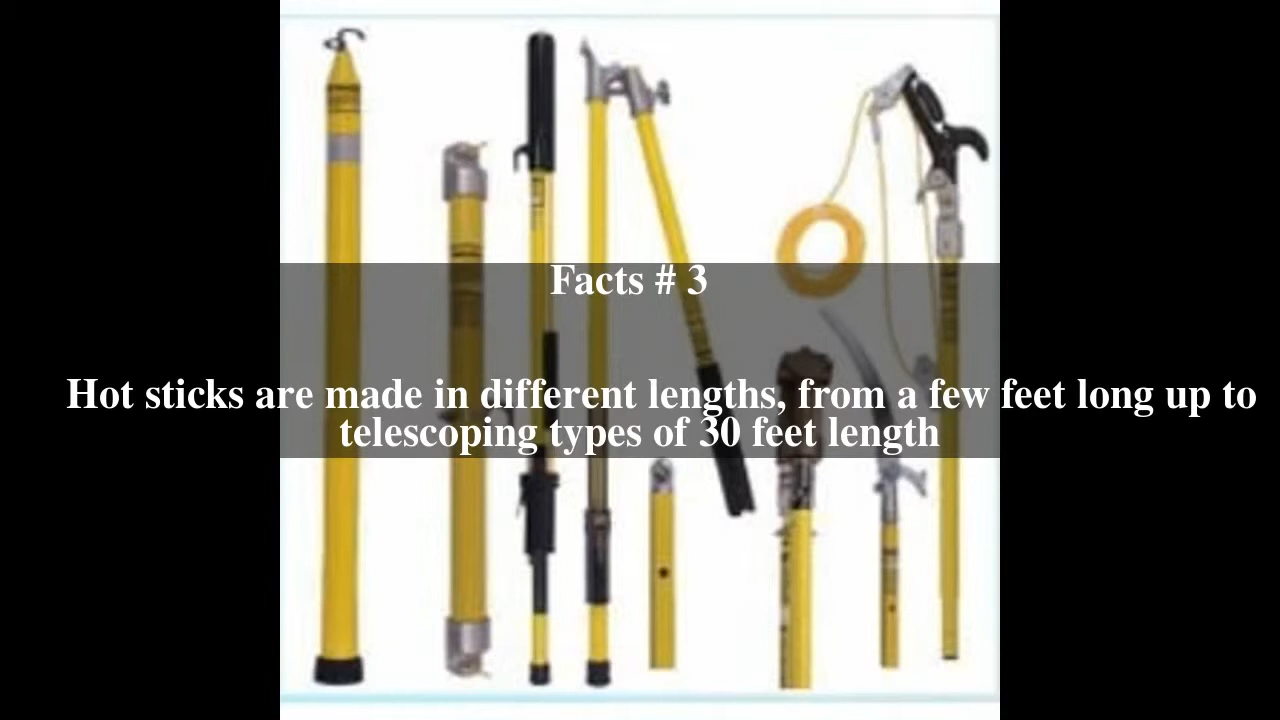 Facts # 3
Hot sticks are made in different lengths, from a few feet long up to
telescoping types of 30 feet length